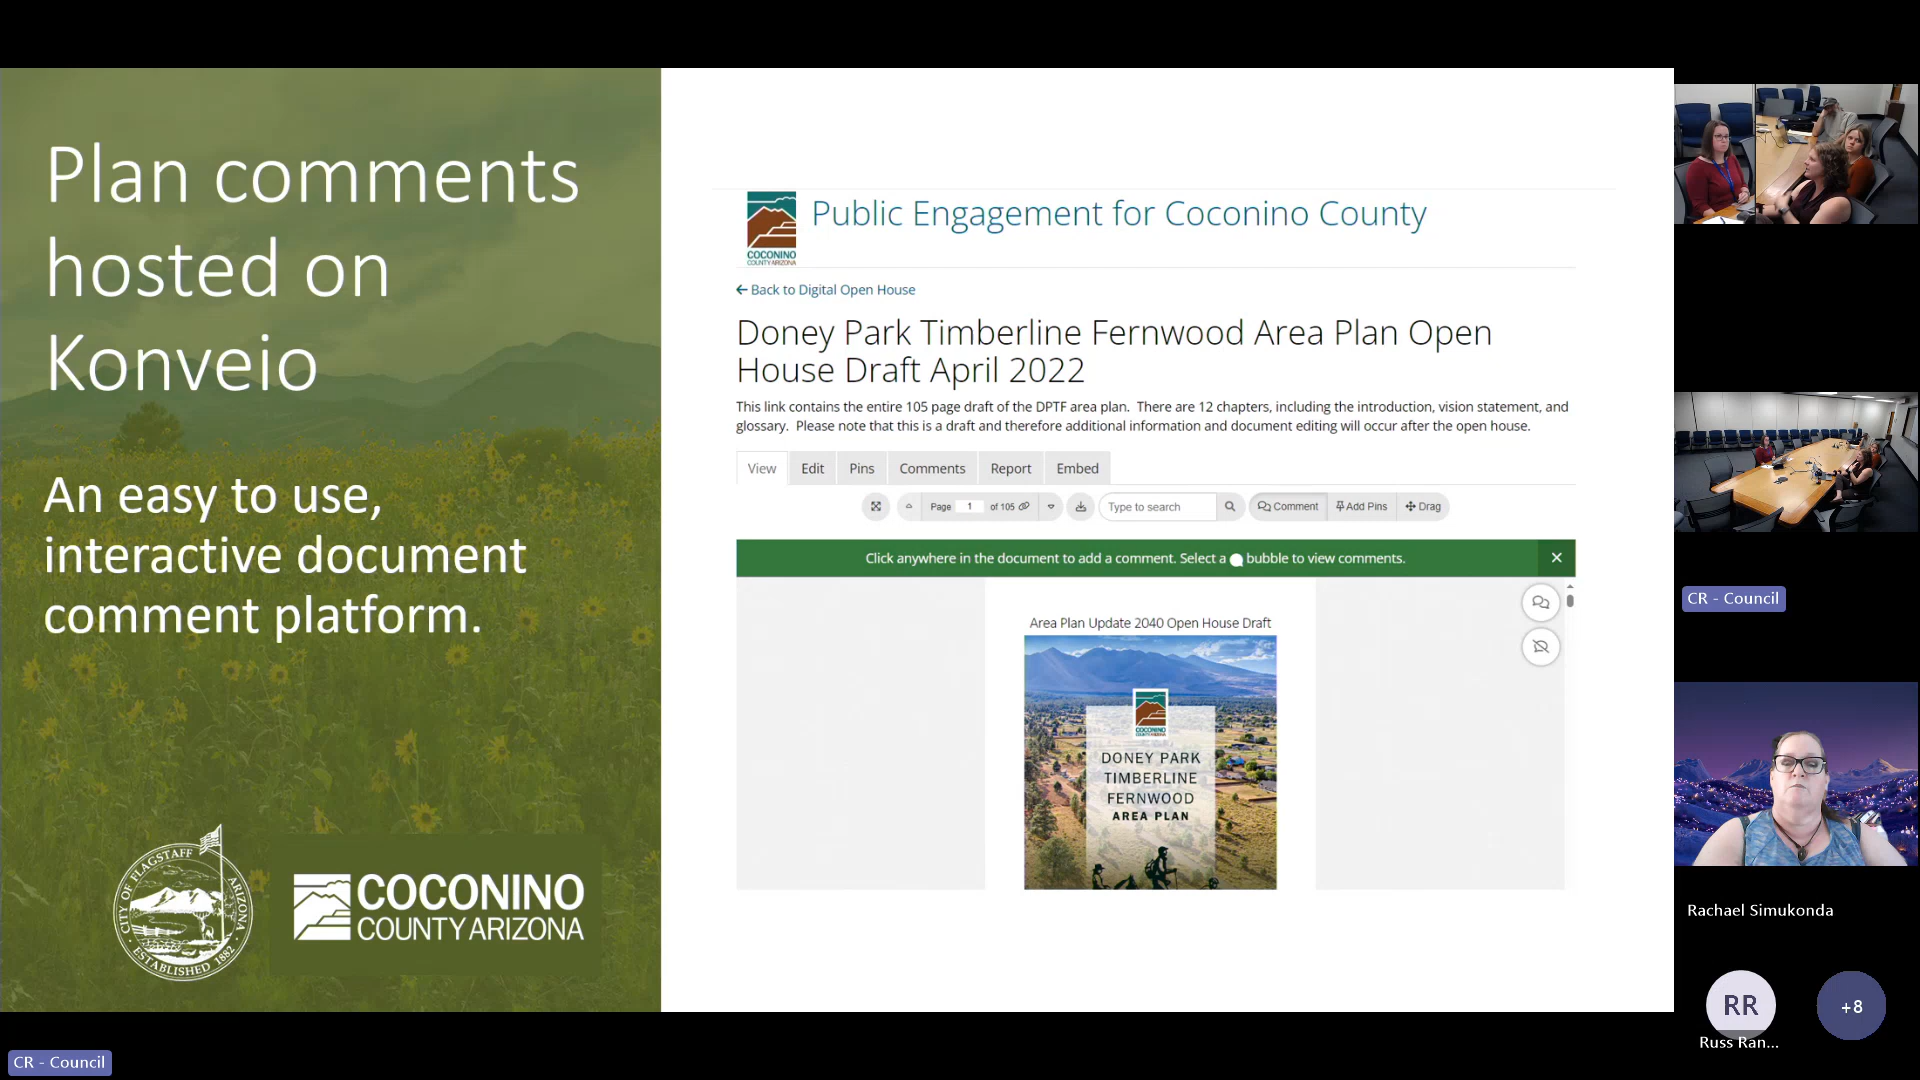 Plan comments
hosted on
Konveio
An easy to use,
interactive document
comment platform.
CITY OF FLAGSTAFF
ARIZONA
ESTABLISHED 1882
COCONINO
COUNTY ARIZONA
COCONINO
COUNTY ARIZONA
Public Engagement for Coconino County
Back to Digital Open House
Doney Park Timberline Fernwood Area Plan Open
House Draft April 2022
This link contains the entire 105 page draft of the DPTF area plan. There are 12 chapters, including the introduction, vision statement, and
glossary. Please note that this is a draft and therefore additional information and document editing will occur after the open house.
View Edit Pins Comments Report Embed
Page 1 of 105 Type to search Comment Add Pins Drag
Click anywhere in the document to add a comment. Select a bubble to view comments.
Area Plan Update 2040 Open House Draft
COCONINO
DONEY PARK
TIMBERLINE
FERNWOOD
AREA PLAN
CR - Council
Rachael Simukonda
RR
+8
Russ Ran...
CR - Council